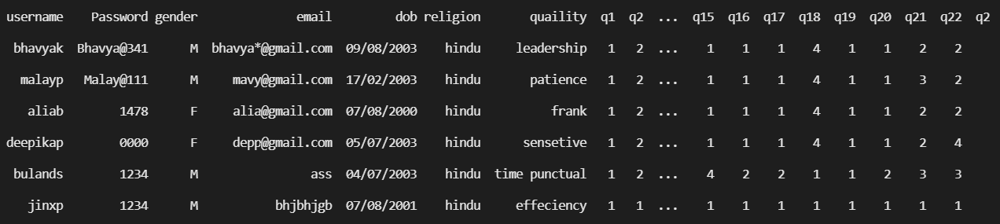 username Password gender email dob religion quaility q1 q2 ... q15 q16 q17 q18 q19 q20 q21 q22 q2
bhavyak Bhavya@341 M bhavya*@gmail.com 09/08/2003 hindu leadership 1 2 ... 1 1 1 4 1 1 2 2
malayp Malay@111 M mavy@gmail.com 17/02/2003 hindu patience 1 2 ... 1 1 1 4 1 1 3 2
aliab 1478 F alia@gmail.com 07/08/2000 hindu frank 1 2 ... 1 1 1 4 1 1 2 2
deepikap 0000 F depp@gmail.com 05/07/2003 hindu sensetive 1 2 ... 1 1 1 4 1 1 2 4
bulands 1234 M ass 04/07/2003 hindu time punctual 1 2 ... 4 2 2 1 1 2 3 3
jinxp 1234 M bhjbhjgb 07/08/2001 hindu effeciency 1 1 ... 1 1 1 1 1 1 1 1